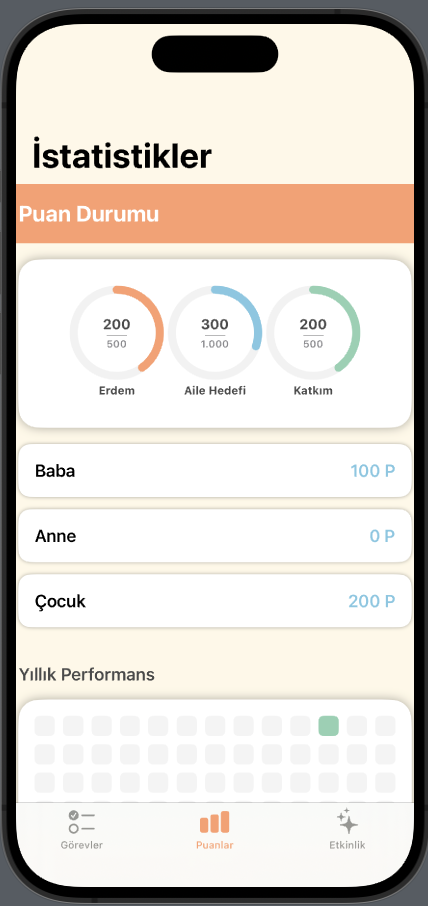 İstatistikler
Puan Durumu
200
500
Erdem
300
1.000
Aile Hedefi
200
500
Katkım
Baba
100 P
Anne
0 P
Çocuk
200 P
Yıllık Performans
Görevler
Puanlar
Etkinlik